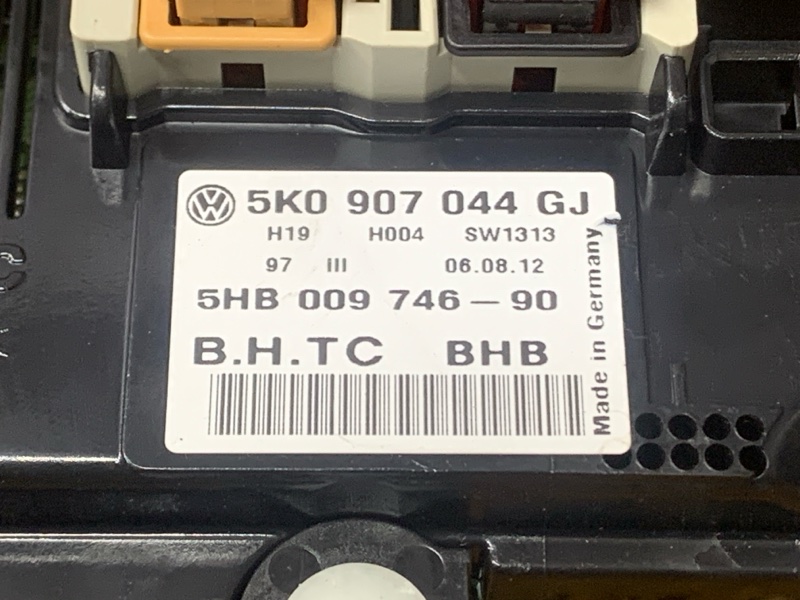 5K0 907 044 GJ
H19 H004 SW1313
97 III 06.08.12
5HB 009 746-90
B.H.TC BHB
Made in Germany